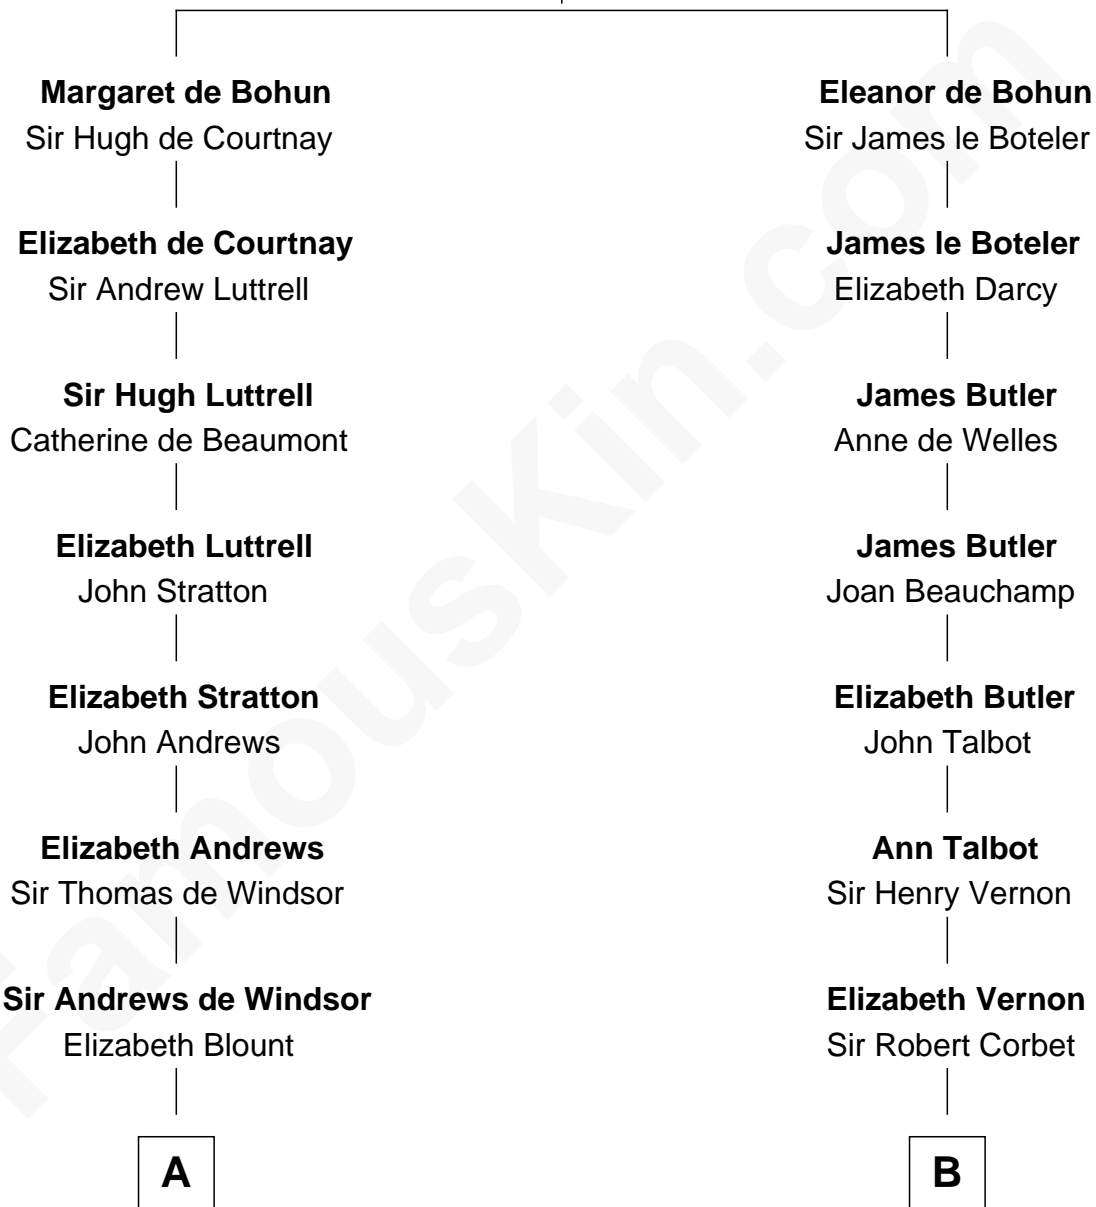 Margaret de Bohun
Sir Hugh de Courtnay
Elizabeth de Courtnay
Sir Andrew Luttrell
Sir Hugh Luttrell
Catherine de Beaumont
Elizabeth Luttrell
John Stratton
Elizabeth Stratton
John Andrews
Elizabeth Andrews
Sir Thomas de Windsor
Sir Andrews de Windsor
Elizabeth Blount
A
Eleanor de Bohun
Sir James le Boteler
James le Boteler
Elizabeth Darcy
James Butler
Anne de Welles
James Butler
Joan Beauchamp
Elizabeth Butler
John Talbot
Ann Talbot
Sir Henry Vernon
Elizabeth Vernon
Sir Robert Corbet
B
FamousKin.com